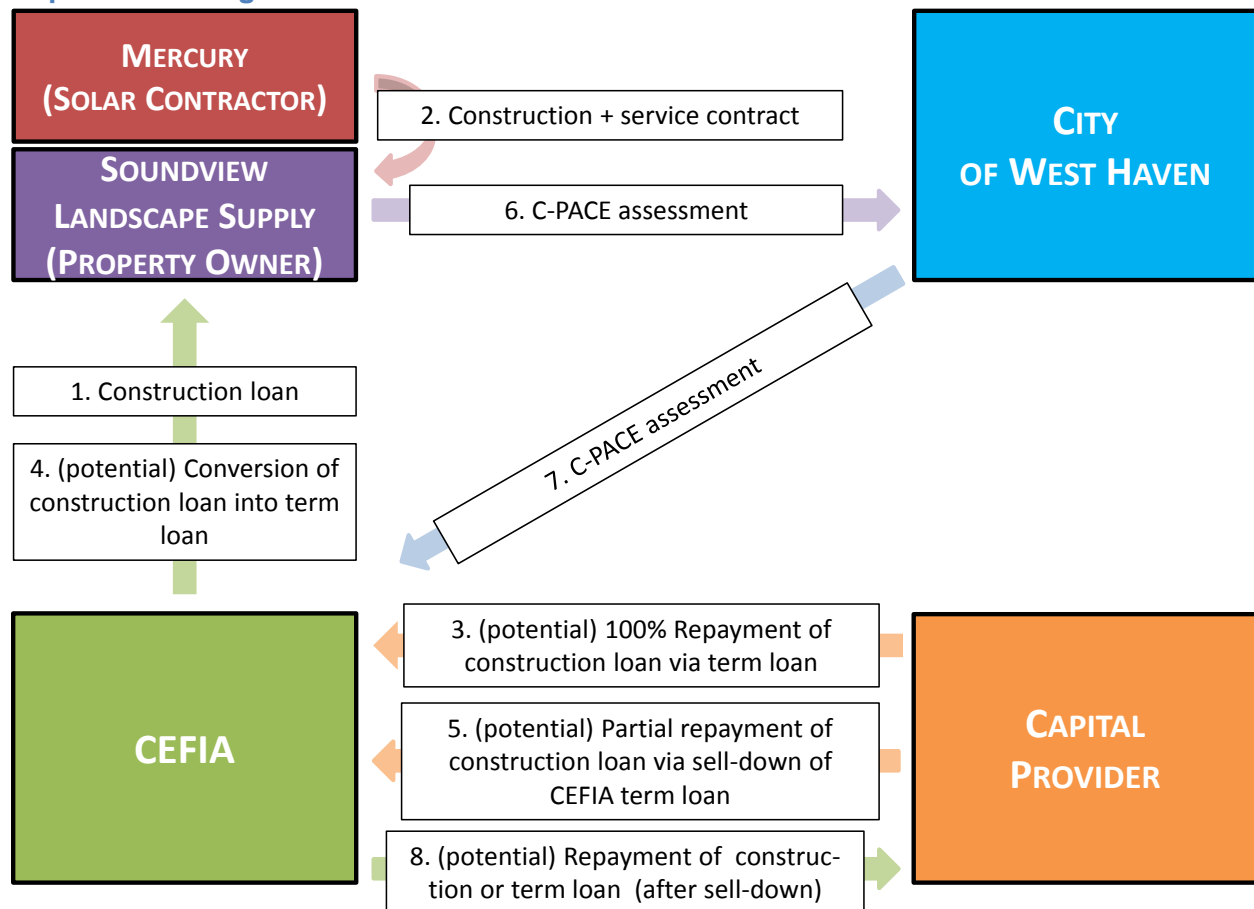 MERCURY
(SOLAR CONTRACTOR)
2. Construction + service contract
CITY
OF WEST HAVEN
SOUNDVIEW
LANDSCAPE SUPPLY
(PROPERTY OWNER)
6. C-PACE assessment
7. C-PACE assessment
1. Construction loan
4. (potential) Conversion of
construction loan into term
loan
CEFIA
3. (potential) 100% Repayment of
construction loan via term loan
5. (potential) Partial repayment of
construction loan via sell-down of
CEFIA term loan
8. (potential) Repayment of construc-
tion or term loan (after sell-down)
CAPITAL
PROVIDER